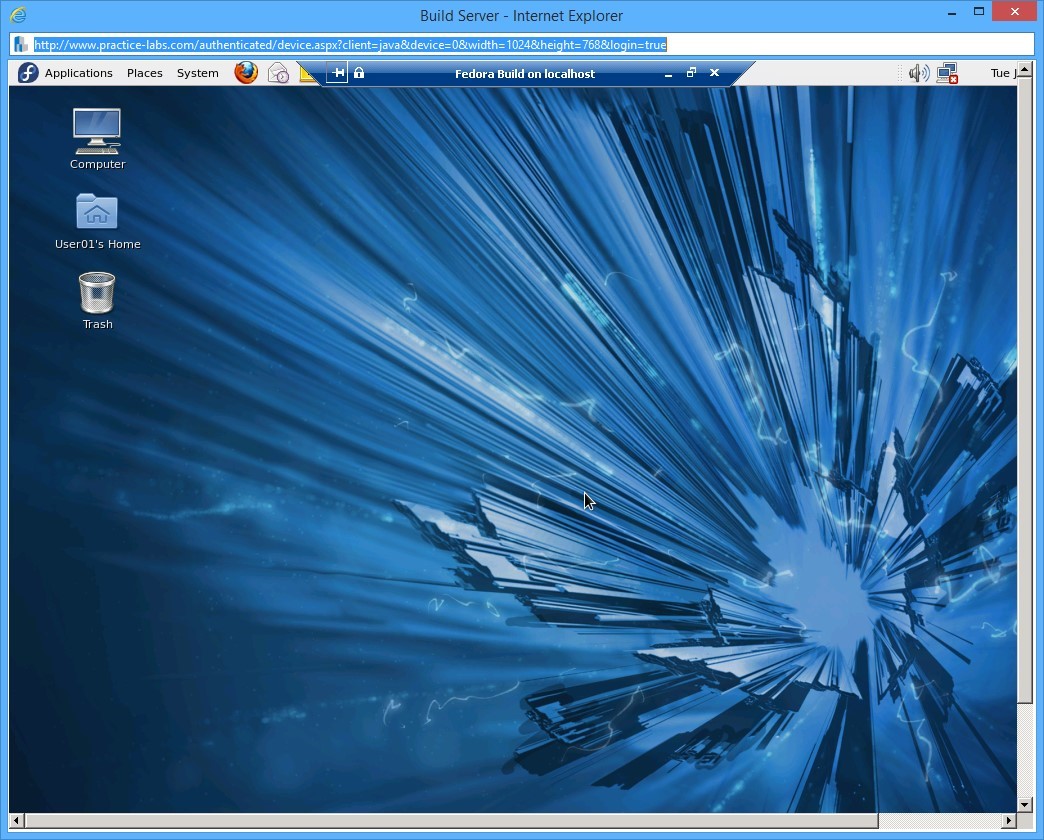 Build Server - Internet Explorer
http://www.practice-labs.com/authenticated/device.aspx?client=java&device=0&width=1024&height=768&login=true
Applications Places System Fedora Build on localhost Tue J
Computer
User01's Home
Trash